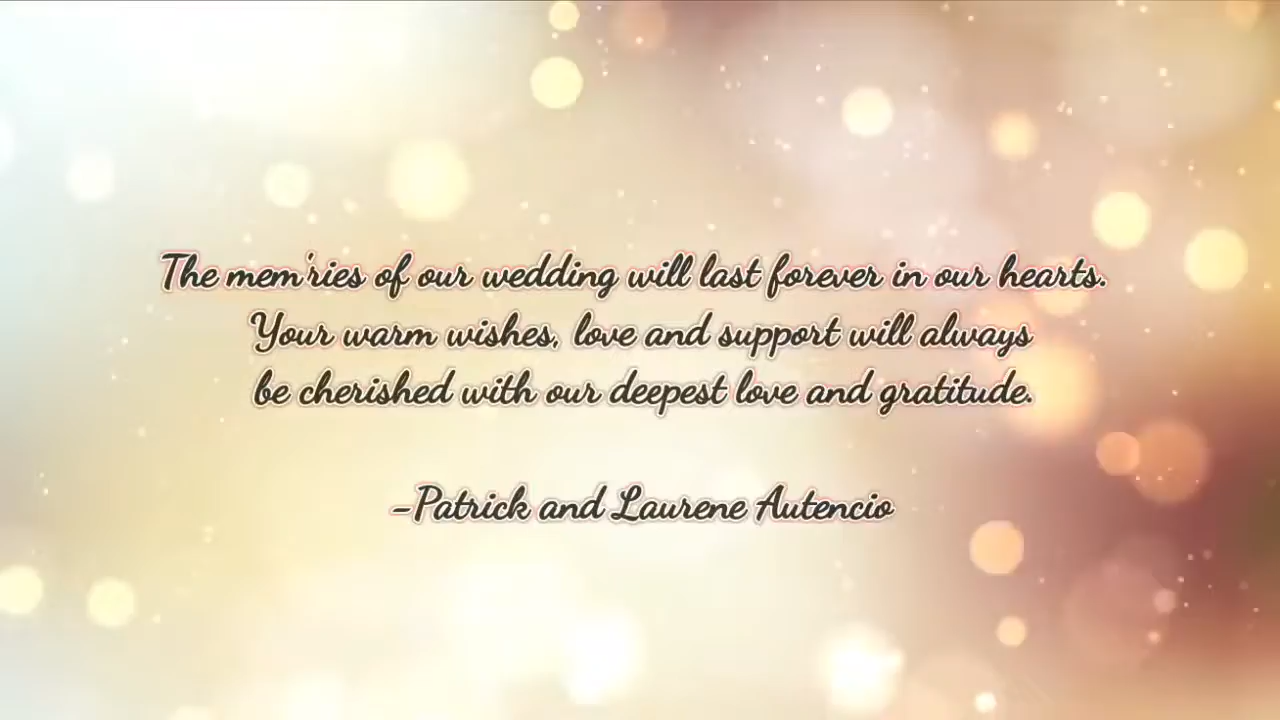 The mem'ries of our wedding will last forever in our hearts.
Your warm wishes, love and support will always
be cherished with our deepest love and gratitude.
-Patrick and Laurene Autencio